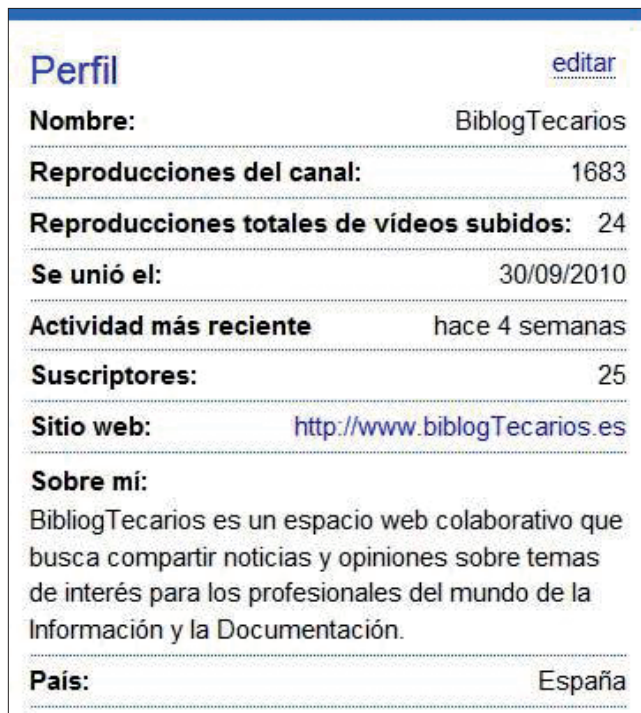 Perfil editar
Nombre: BiblogTecarios
Reproducciones del canal: 1683
Reproducciones totales de vídeos subidos: 24
Se unió el: 30/09/2010
Actividad más reciente hace 4 semanas
Suscriptores: 25
Sitio web: http://www.biblogTecarios.es
Sobre mí:
BibliogTecarios es un espacio web colaborativo que
busca compartir noticias y opiniones sobre temas
de interés para los profesionales del mundo de la
Información y la Documentación.
País: España